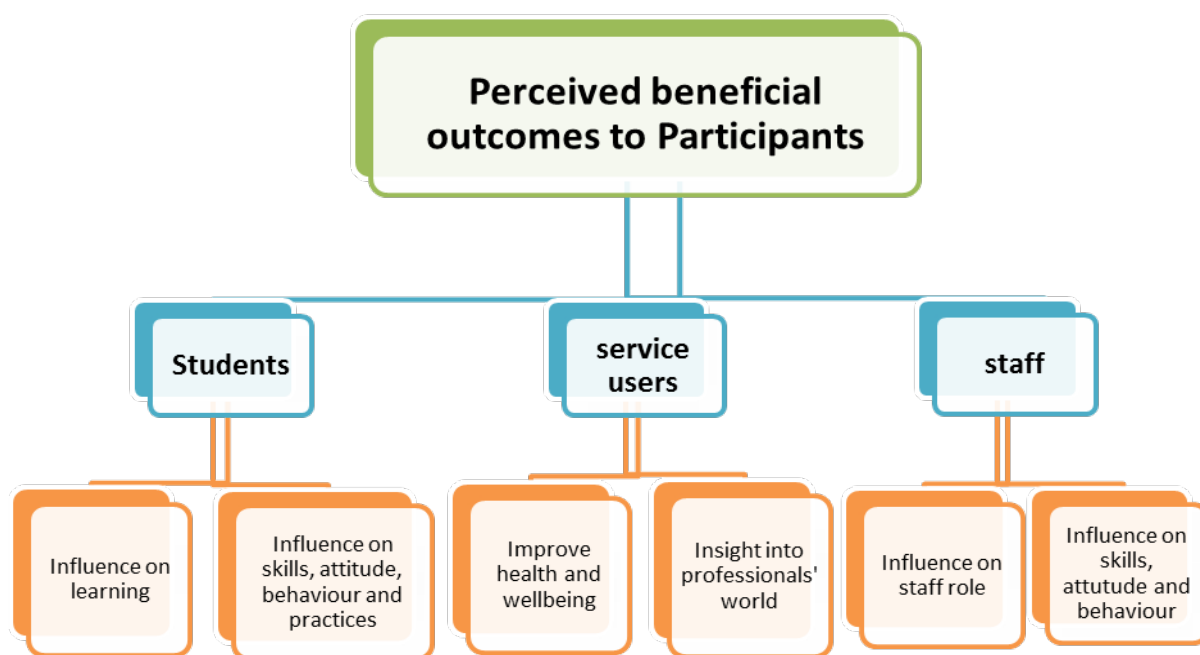 Perceived beneficial
outcomes to Participants
Students
service
users
staff
Influence on
learning
Influence on
skills, attitude,
behaviour and
practices
Improve
health and
wellbeing
Insight into
professionals'
world
Influence on
staff role
Influence on
skills,
attutude and
behaviour